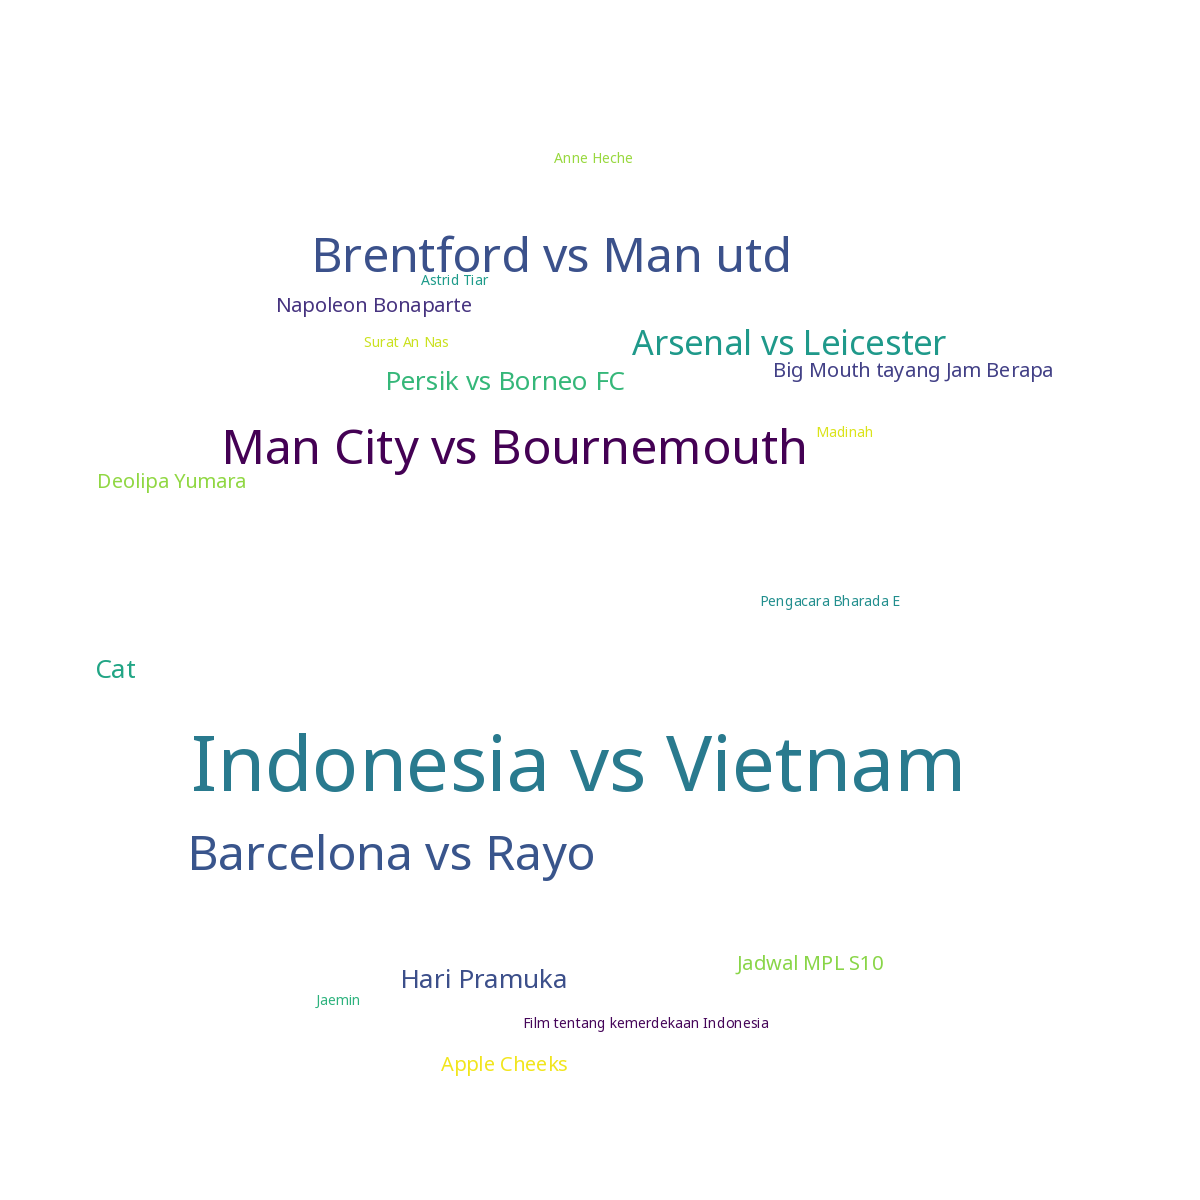 Anne Heche
Brentford vs Man utd
Astrid Tiar
Napoleon Bonaparte
Surat An Nas
Arsenal vs Leicester
Big Mouth tayang Jam Berapa
Persik vs Borneo FC
Madinah
Man City vs Bournemouth
Deolipa Yumara
Pengacara Bharada E
Cat
Indonesia vs Vietnam
Barcelona vs Rayo
Jadwal MPL S10
Hari Pramuka
Jaemin
Film tentang kemerdekaan Indonesia
Apple Cheeks